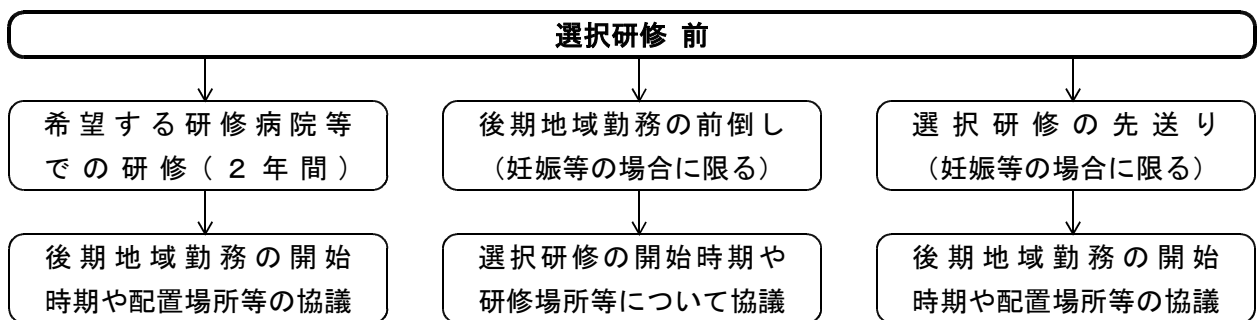 選択研修 前
希望する研修病院等
での研修(2年間)
後期地域勤務の前倒し
(妊娠等の場合に限る)
選択研修の先送り
(妊娠等の場合に限る)
後期地域勤務の開始
時期や配置場所等の協議
選択研修の開始時期や
研修場所等について協議
後期地域勤務の開始
時期や配置場所等の協議